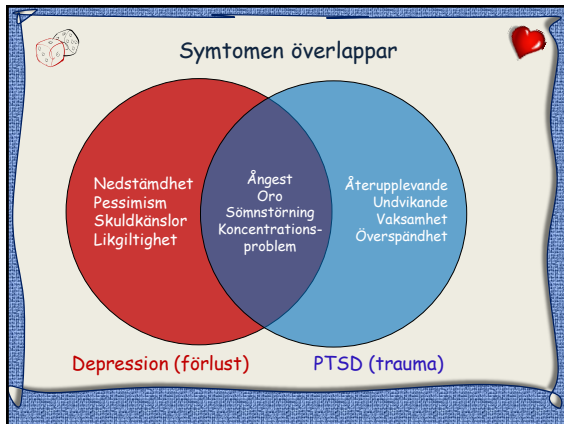 Symtomen överlappar
Nedstämdhet
Pessimism
Skuldkänslor
Likgiltighet
Ångest
Oro
Sömnstörning
Koncentrations-
problem
Återupplevande
Undvikande
Vaksamhet
Överspändhet
Depression (förlust)
PTSD (trauma)